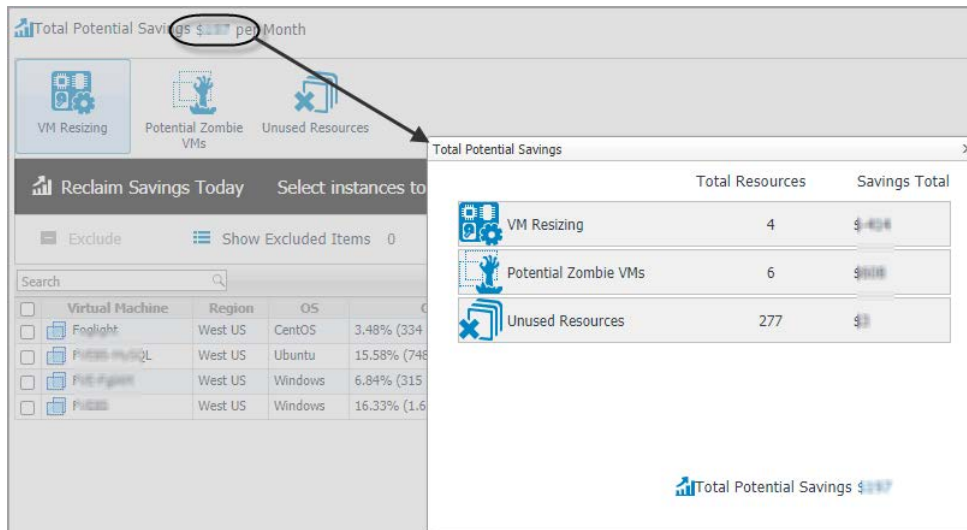 Total Potential Savings $ per Month
VM Resizing
Potential Zombie
VMs
Unused Resources
Reclaim Savings Today Select instances to
Exclude Show Excluded Items 0
Search
Virtual Machine Region OS
Foglight West US CentOS 3.48% (334
West US Ubuntu 15.58% (748
West US Windows 6.84% (315
West US Windows 16.33% (1.6
Total Potential Savings
Total Resources Savings Total
VM Resizing 4 $
Potential Zombie VMs 6 $
Unused Resources 277 $
Total Potential Savings $